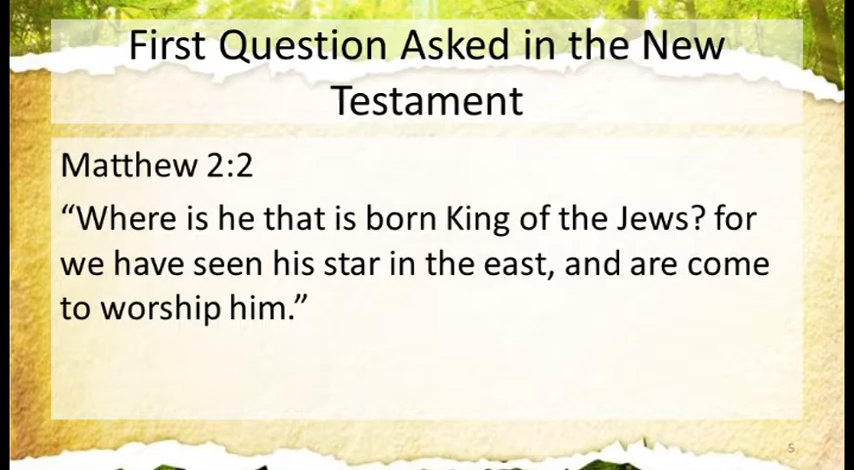 First Question Asked in the New
Testament
Matthew 2:2
“Where is he that is born King of the Jews? for
we have seen his star in the east, and are come
to worship him.”
5